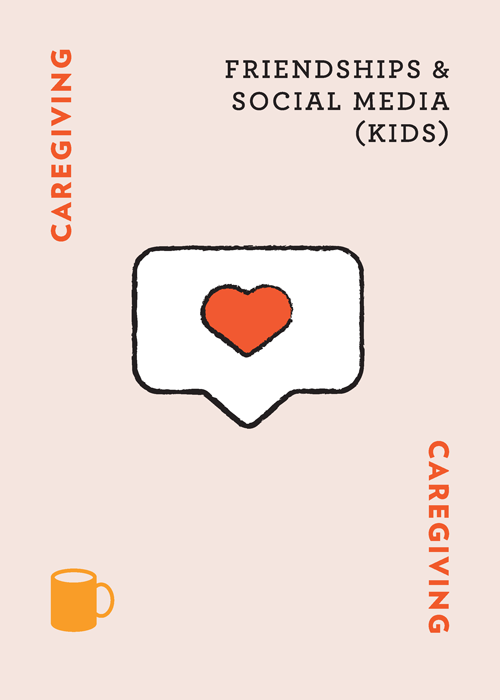 CAREGIVING
FRIENDSHIPS &
SOCIAL MEDIA
(KIDS)
CAREGIVING